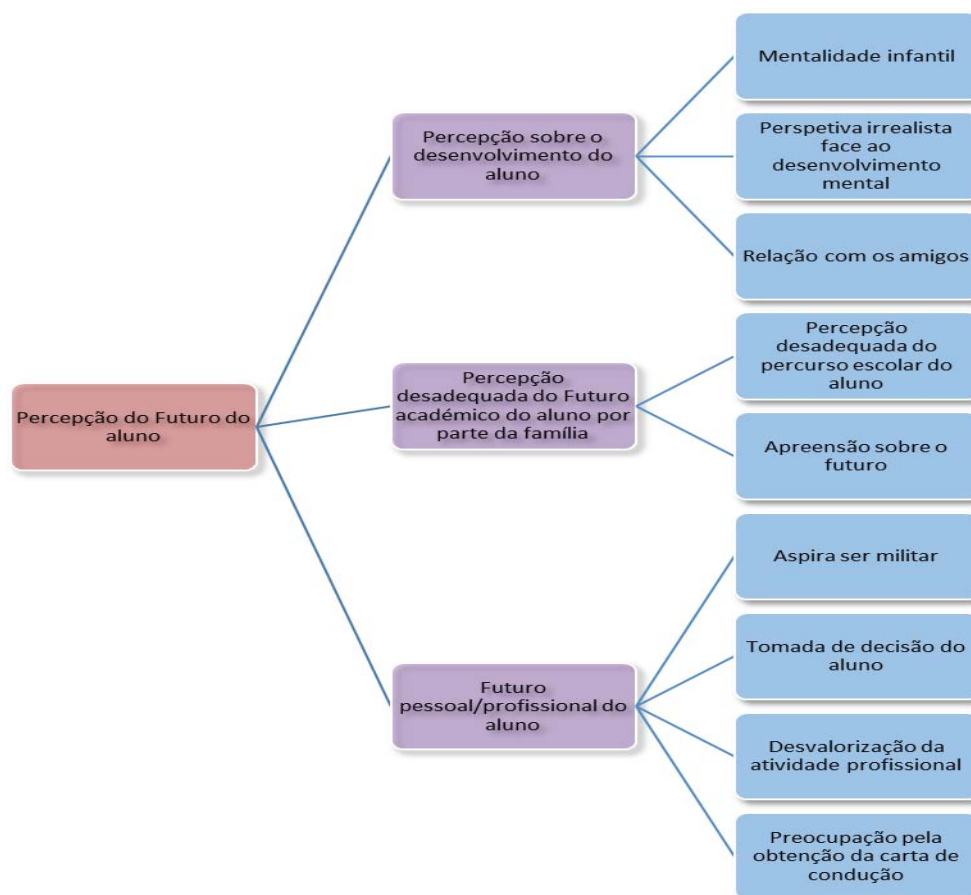 Percepção do Futuro do
aluno
Percepção sobre o
desenvolvimento do
aluno
Mentalidade infantil
Perspetiva irrealista
face ao
desenvolvimento
mental
Relação com os amigos
Percepção
desadequada do Futuro
académico do aluno por
parte da família
Percepção
desadequada do
percurso escolar do
aluno
Apreensão sobre o
futuro
Futuro
pessoal/profissional do
aluno
Aspira ser militar
Tomada de decisão do
aluno
Desvalorização da
atividade profissional
Preocupação pela
obtenção da carta de
condução